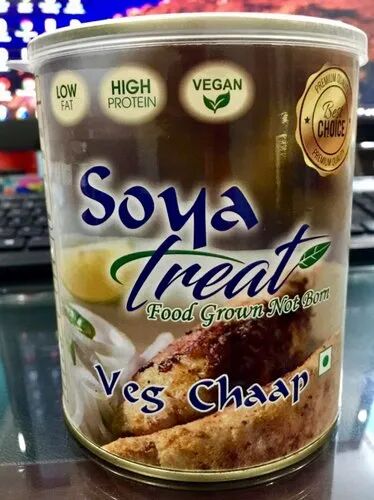 LOW
FAT
HIGH
PROTEIN
VEGAN
PREMIUM QUALITY
Best
CHOICE
PREMIUM QUALITY
Soya
Treat
Food Grown Not Born
Veg Chaap